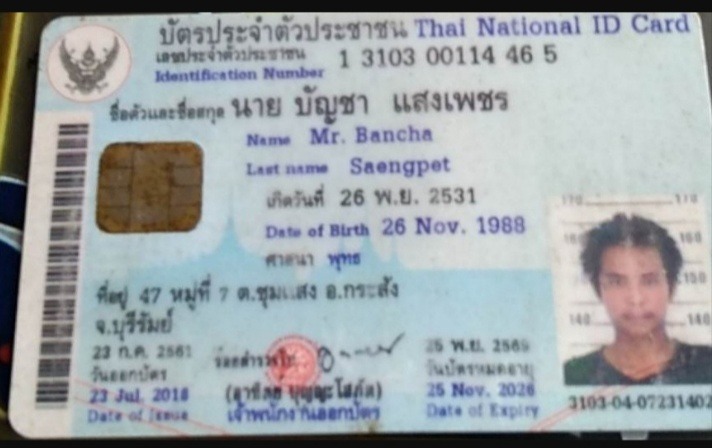 บัตรประจำตัวประชาชน Thai National ID Card
เลขประจำตัวประชาชน 1 3103 00114 46 5
Identification Number
ชื่อตัวและชื่อสกุล นาย บัญชา แสงเพชร
Name Mr. Bancha
Last name Saengpet
เกิดวันที่ 26 พ.ย. 2531
Date of Birth 26 Nov. 1988
ศาสนา พุทธ
ที่อยู่ 47 หมู่ที่ 7 ต.ชุมแสง อ.กระสัง
จ.บุรีรัมย์
23 ก.ค. 2561
วันออกบัตร
23 Jul. 2018
Date of Issue
เจ้าพนักงานออกบัตร
25 พ.ย. 2569
วันบัตรหมดอายุ
25 Nov. 2026
Date of Expiry
170 170
160 160
150
140 140
3103-04-07231402